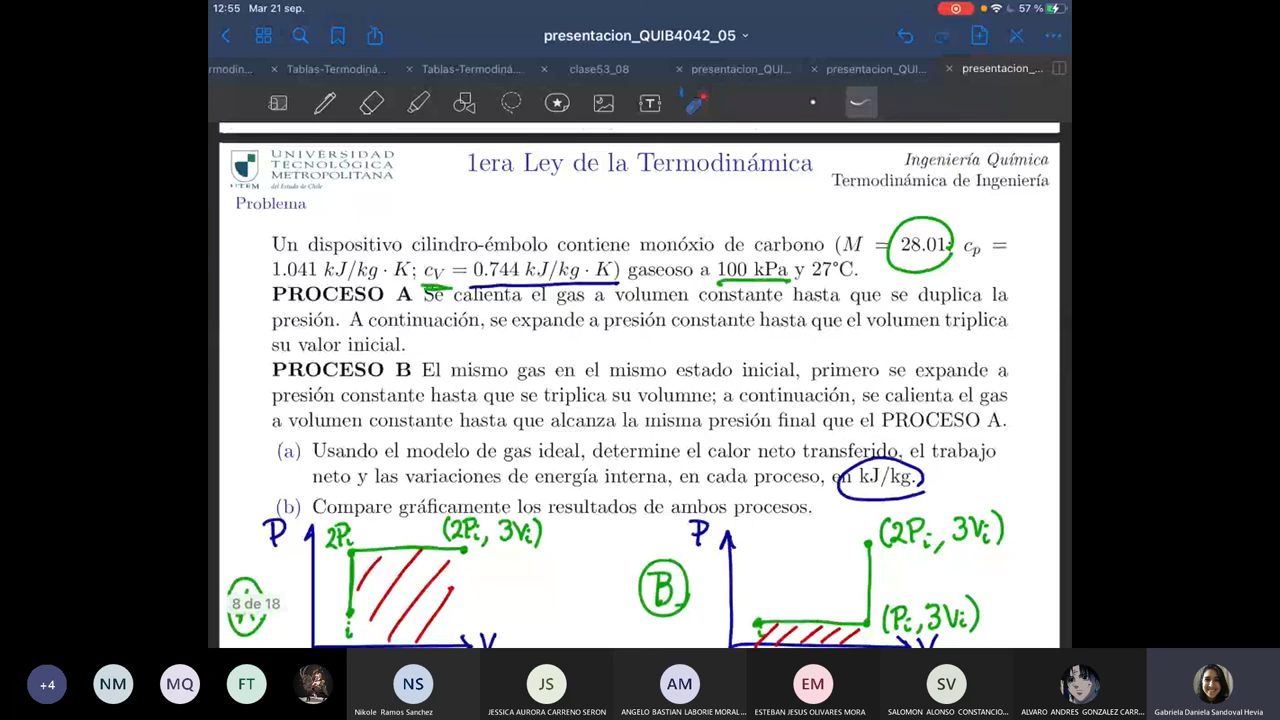 12:55 Mar 21 sep. 57 %
presentacion_QUIB4042_05
rmodin... Tablas-Termodiná... Tablas-Termodiná... clase53_08 presentacion_QUI... presentacion_QUI... presentacion_...
UNIVERSIDAD
TECNOLÓGICA
METROPOLITANA
del Estado de Chile
UTEM
1era Ley de la Termodinámica
Ingeniería Química
Termodinámica de Ingeniería
Problema
Un dispositivo cilindro-émbolo contiene monóxio de carbono (M = 28.01; cp =
1.041 kJ/kg · K; cV = 0.744 kJ/kg · K) gaseoso a 100 kPa y 27°C.
PROCESO A Se calienta el gas a volumen constante hasta que se duplica la
presión. A continuación, se expande a presión constante hasta que el volumen triplica
su valor inicial.
PROCESO B El mismo gas en el mismo estado inicial, primero se expande a
presión constante hasta que se triplica su volumne; a continuación, se calienta el gas
a volumen constante hasta que alcanza la misma presión final que el PROCESO A.
(a) Usando el modelo de gas ideal, determine el calor neto transferido, el trabajo
neto y las variaciones de energía interna, en cada proceso, en kJ/kg.
(b) Compare gráficamente los resultados de ambos procesos.
P 2Pi (2Pi, 3Vi) P (2Pi, 3Vi)
B
8 de 18
i i (Pi, 3Vi)
V V
+4 NM MQ FT NS JS AM EM SV
Nikole Ramos Sanchez JESSICA AURORA CARRENO SERON ANGELO BASTIAN LABORIE MORAL... ESTEBAN JESUS OLIVARES MORA SALOMON ALONSO CONSTANCIO... ALVARO ANDRES GONZALEZ CARR... Gabriela Daniela Sandoval Hevia